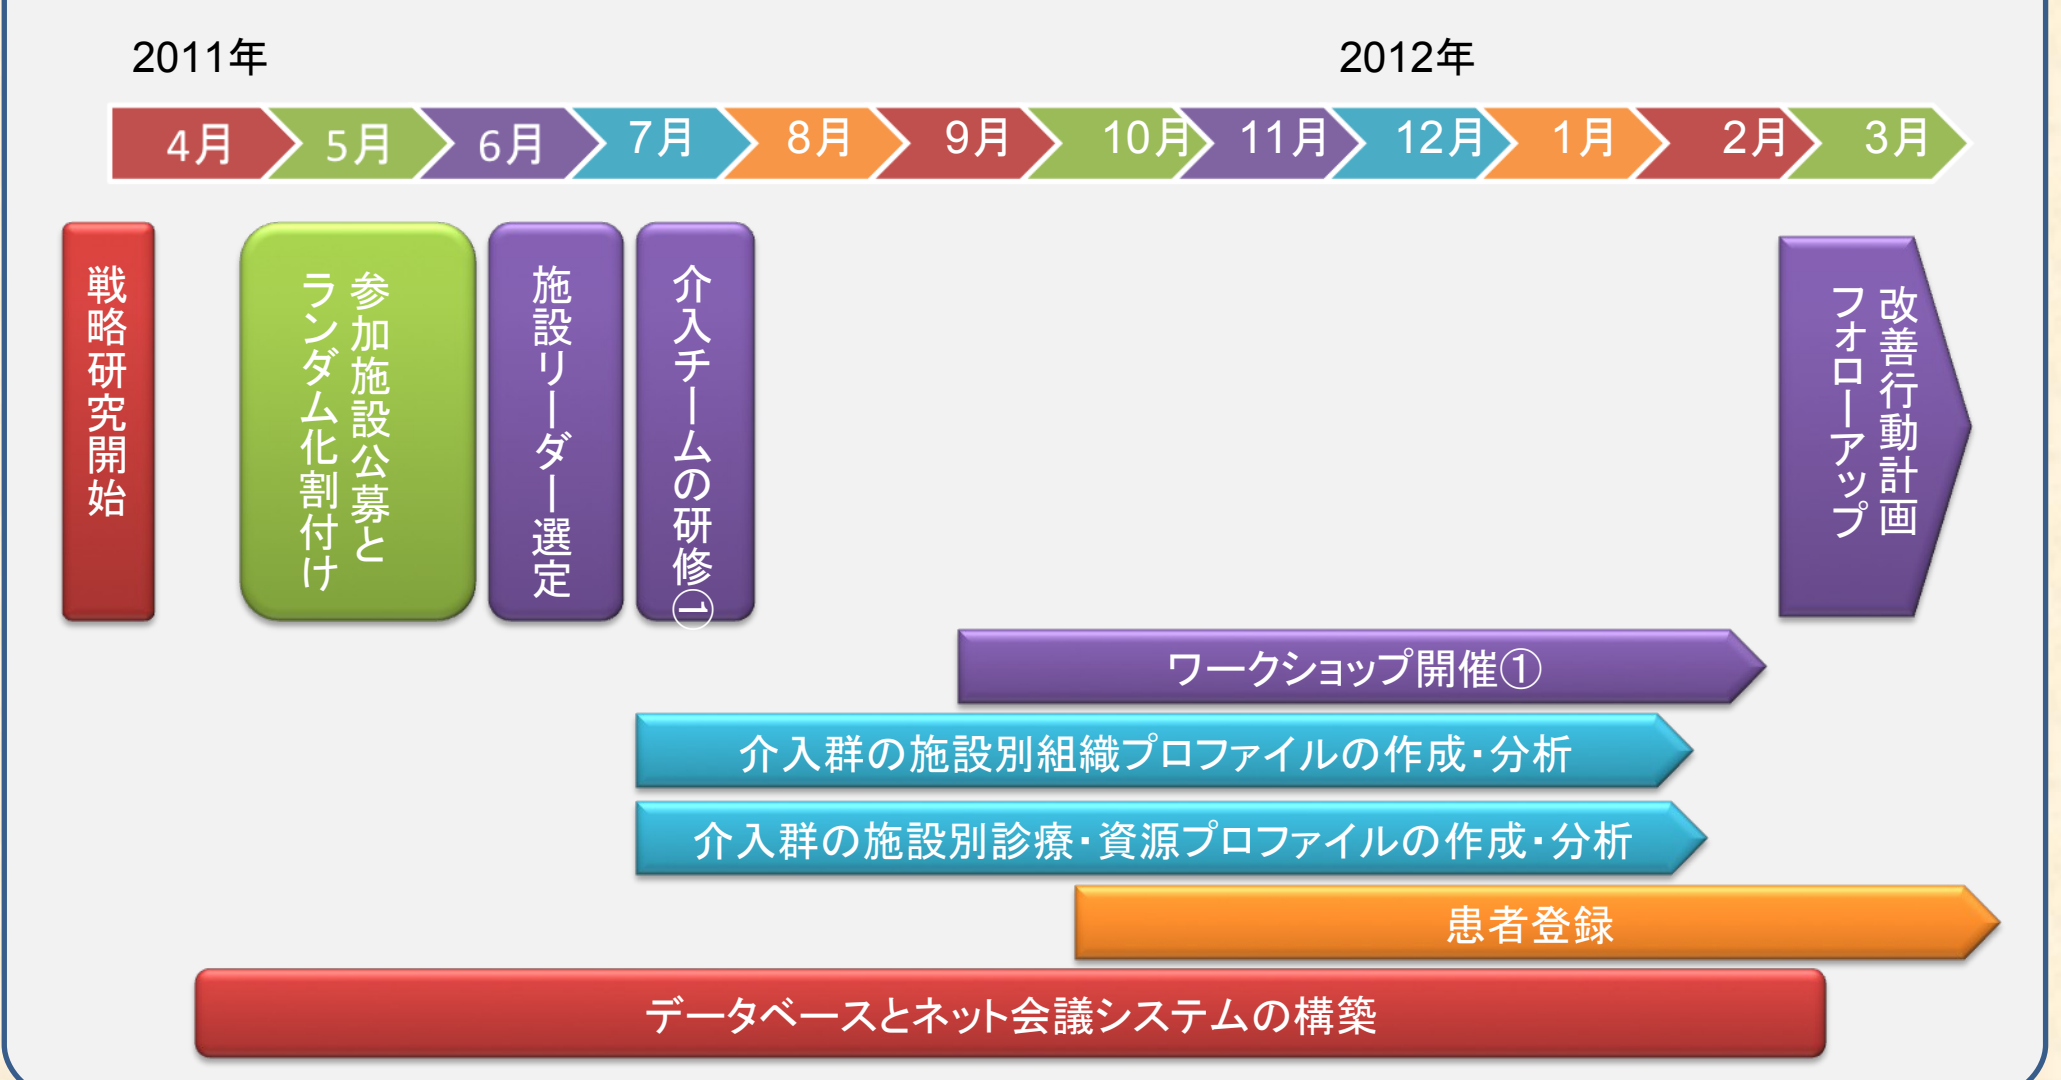 2011年
2012年
4月
5月
6月
7月
8月
9月
10月
11月
12月
1月
2月
3月
戦略研究開始
参加施設公募と
ランダム化割付け
施設リーダー選定
介入チームの研修①
改善行動計画
フォローアップ
ワークショップ開催①
介入群の施設別組織プロファイルの作成・分析
介入群の施設別診療・資源プロファイルの作成・分析
患者登録
データベースとネット会議システムの構築